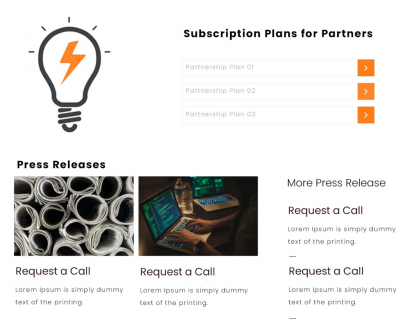 Subscription Plans for Partners
Partnership Plan 01
Partnership Plan 02
Partnership Plan 03
Press Releases
Request a Call
Lorem Ipsum is simply dummy
text of the printing.
Request a Call
Lorem Ipsum is simply dummy
text of the printing.
More Press Release
Request a Call
Lorem Ipsum is simply dummy
text of the printing.
Request a Call
Lorem Ipsum is simply dummy
text of the printing.